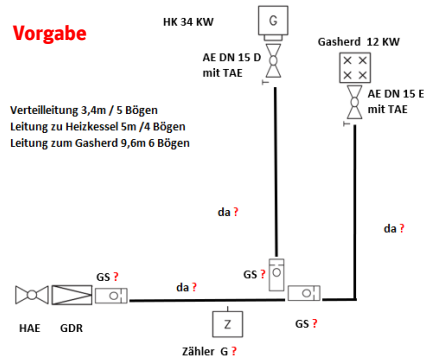 Vorgabe
HK 34 KW
G
Gasherd 12 KW
AE DN 15 D
mit TAE
AE DN 15 E
mit TAE
Verteilleitung 3,4m / 5 Bögen
Leitung zu Heizkessel 5m /4 Bögen
Leitung zum Gasherd 9,6m 6 Bögen
da ?
da ?
GS ?
GS ?
da ?
HAE
GDR
Z
GS ?
Zähler G ?